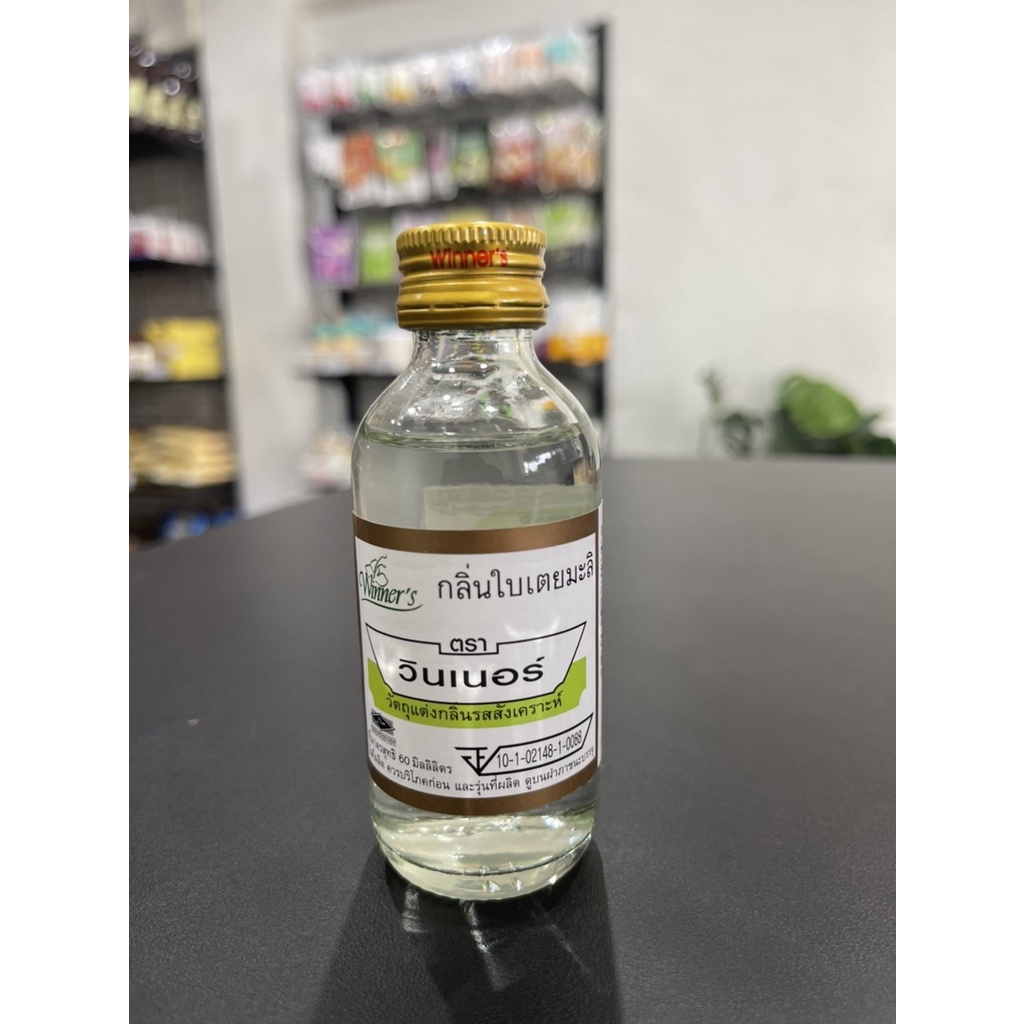 winner's
Winner's
กลิ่นใบเตยมะลิ
ตรา
วินเนอร์
วัตถุแต่งกลิ่นรสสังเคราะห์
10-1-02148-1-0088
60 มิลลิลิตร
ควรบริโภคก่อน และรุ่นที่ผลิต ดูบนฝาภาชนะบรรจุ